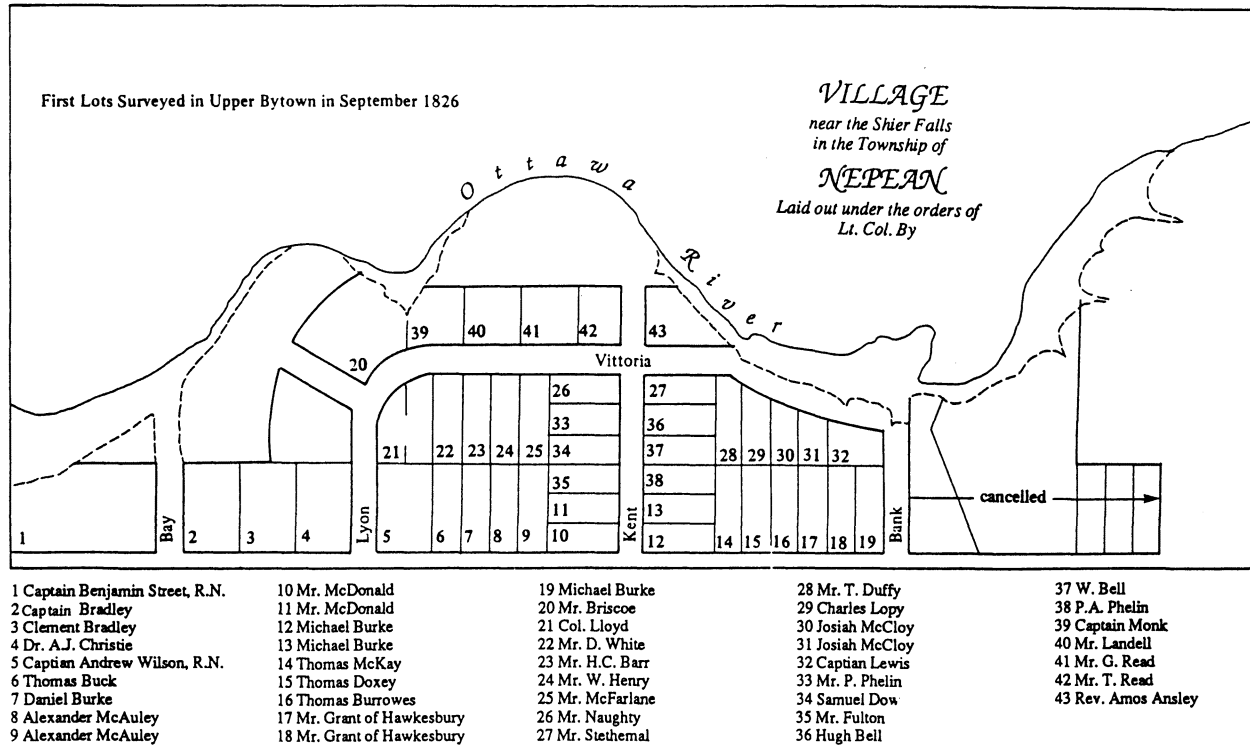 First Lots Surveyed in Upper Bytown in September 1826
VILLAGE
near the Shier Falls
in the Township of
NEPEAN
Laid out under the orders of
Lt. Col. By
Ottawa
River
39 40 41 42 43
20
Vittoria
26 27
33 36
21 22 23 24 25 34 37 28 29 30 31 32
35 38
11 13
cancelled
1 Bay 2 3 4 Lyon 5 6 7 8 9 10 Kent 12 14 15 16 17 18 19 Bank
1 Captain Benjamin Street, R.N.
2 Captain Bradley
3 Clement Bradley
4 Dr. A.J. Christie
5 Captian Andrew Wilson, R.N.
6 Thomas Buck
7 Daniel Burke
8 Alexander McAuley
9 Alexander McAuley
10 Mr. McDonald
11 Mr. McDonald
12 Michael Burke
13 Michael Burke
14 Thomas McKay
15 Thomas Doxey
16 Thomas Burrowes
17 Mr. Grant of Hawkesbury
18 Mr. Grant of Hawkesbury
19 Michael Burke
20 Mr. Briscoe
21 Col. Lloyd
22 Mr. D. White
23 Mr. H.C. Barr
24 Mr. W. Henry
25 Mr. McFarlane
26 Mr. Naughty
27 Mr. Stethemal
28 Mr. T. Duffy
29 Charles Lopy
30 Josiah McCloy
31 Josiah McCloy
32 Captian Lewis
33 Mr. P. Phelin
34 Samuel Dow
35 Mr. Fulton
36 Hugh Bell
37 W. Bell
38 P.A. Phelin
39 Captain Monk
40 Mr. Landell
41 Mr. G. Read
42 Mr. T. Read
43 Rev. Amos Ansley